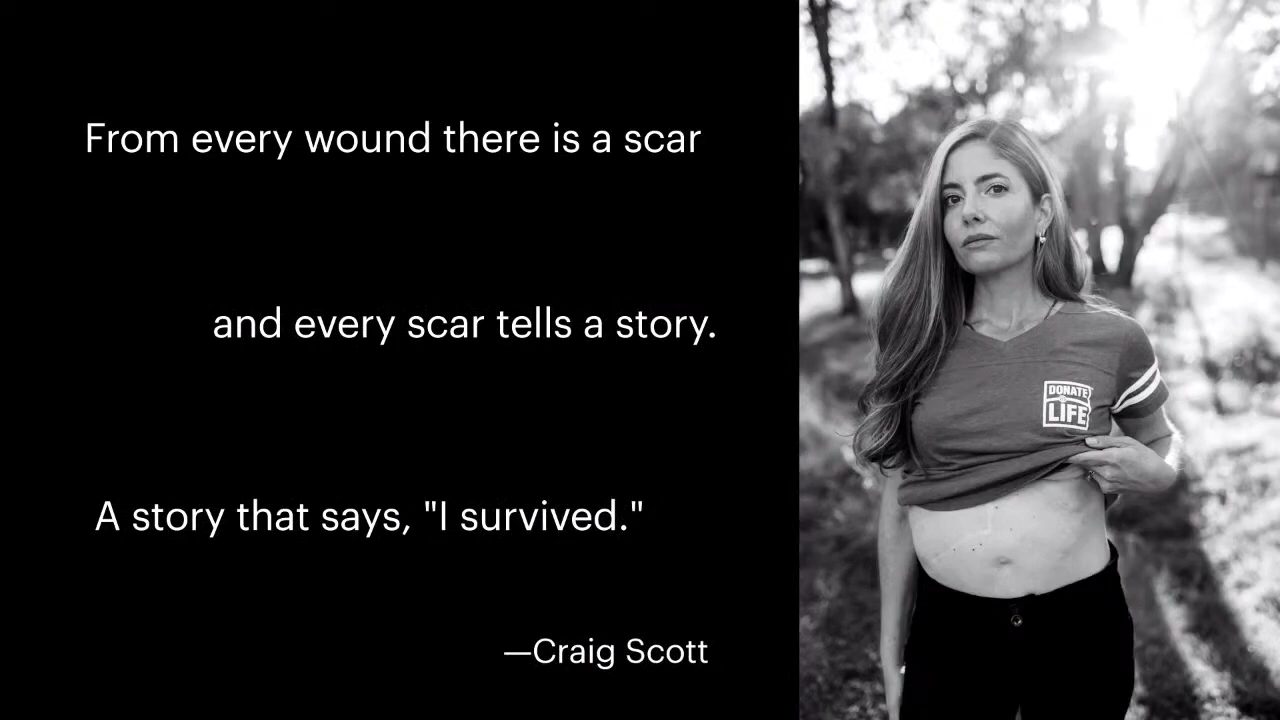 From every wound there is a scar
and every scar tells a story.
A story that says, "I survived."
—Craig Scott
DONATE
LIFE